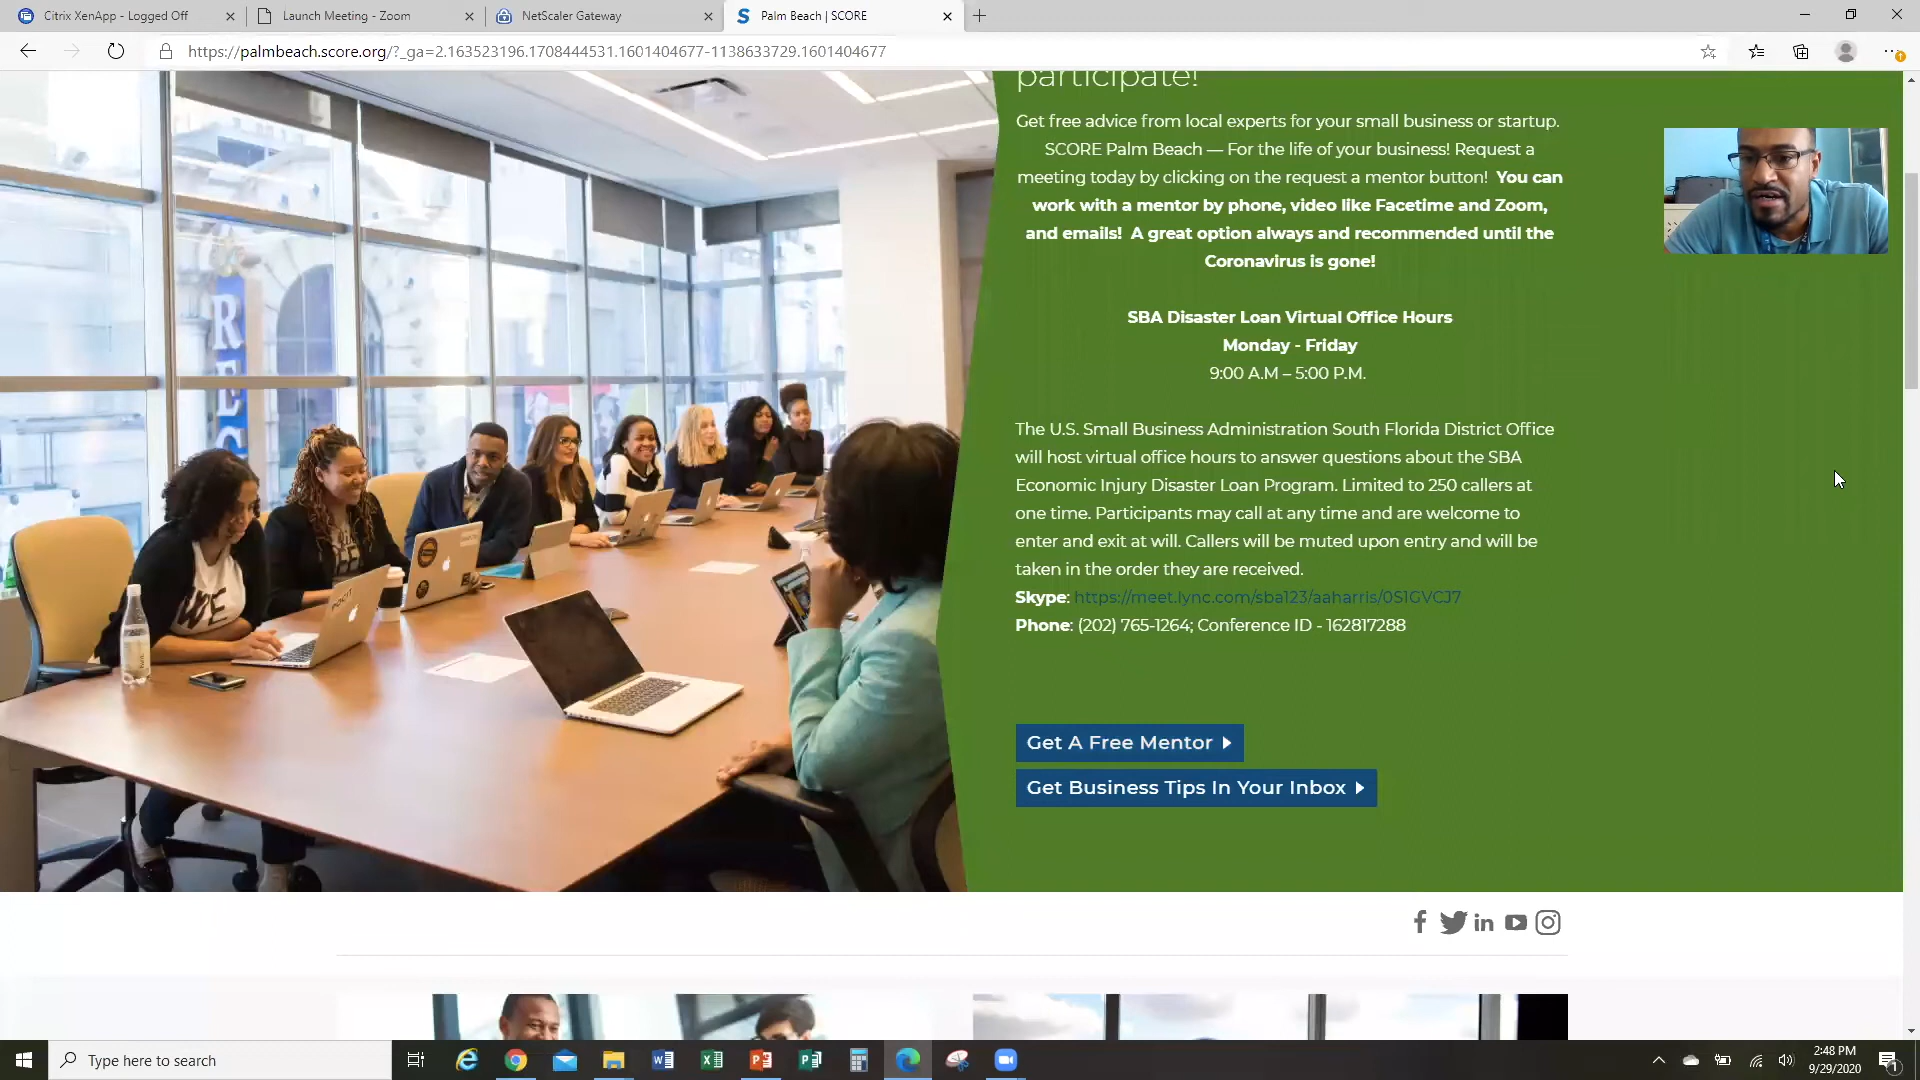 Citrix XenApp - Logged Off
Launch Meeting - Zoom
NetScaler Gateway
Palm Beach | SCORE
https://palmbeach.score.org/?_ga=2.163523196.1708444531.1601404677-1138633729.1601404677
participate!
Get free advice from local experts for your small business or startup.
SCORE Palm Beach — For the life of your business! Request a
meeting today by clicking on the request a mentor button! You can
work with a mentor by phone, video like Facetime and Zoom,
and emails! A great option always and recommended until the
Coronavirus is gone!
SBA Disaster Loan Virtual Office Hours
Monday - Friday
9:00 A.M – 5:00 P.M.
The U.S. Small Business Administration South Florida District Office
will host virtual office hours to answer questions about the SBA
Economic Injury Disaster Loan Program. Limited to 250 callers at
one time. Participants may call at any time and are welcome to
enter and exit at will. Callers will be muted upon entry and will be
taken in the order they are received.
Skype: https://meet.lync.com/sba123/aaharris/0S1GVCJ7
Phone: (202) 765-1264; Conference ID - 162817288
Get A Free Mentor
Get Business Tips In Your Inbox
REC
WE
Type here to search
2:48 PM
9/29/2020
1